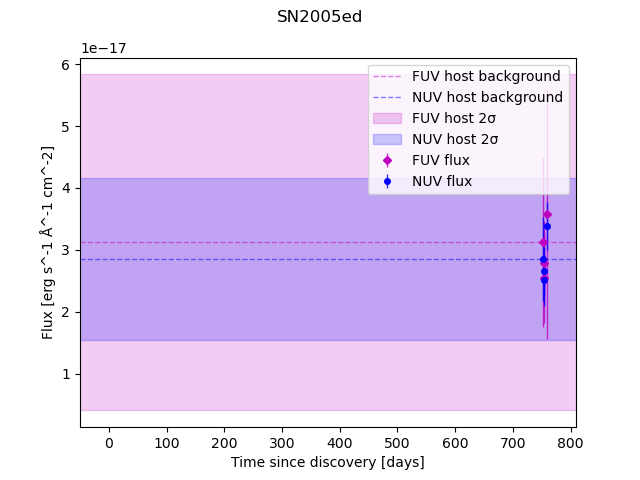 SN2005ed
1e−17
FUV host background
NUV host background
FUV host 2σ
NUV host 2σ
FUV flux
NUV flux
6
5
4
3
2
1
Flux [erg s^-1 Å^-1 cm^-2]
0 100 200 300 400 500 600 700 800
Time since discovery [days]